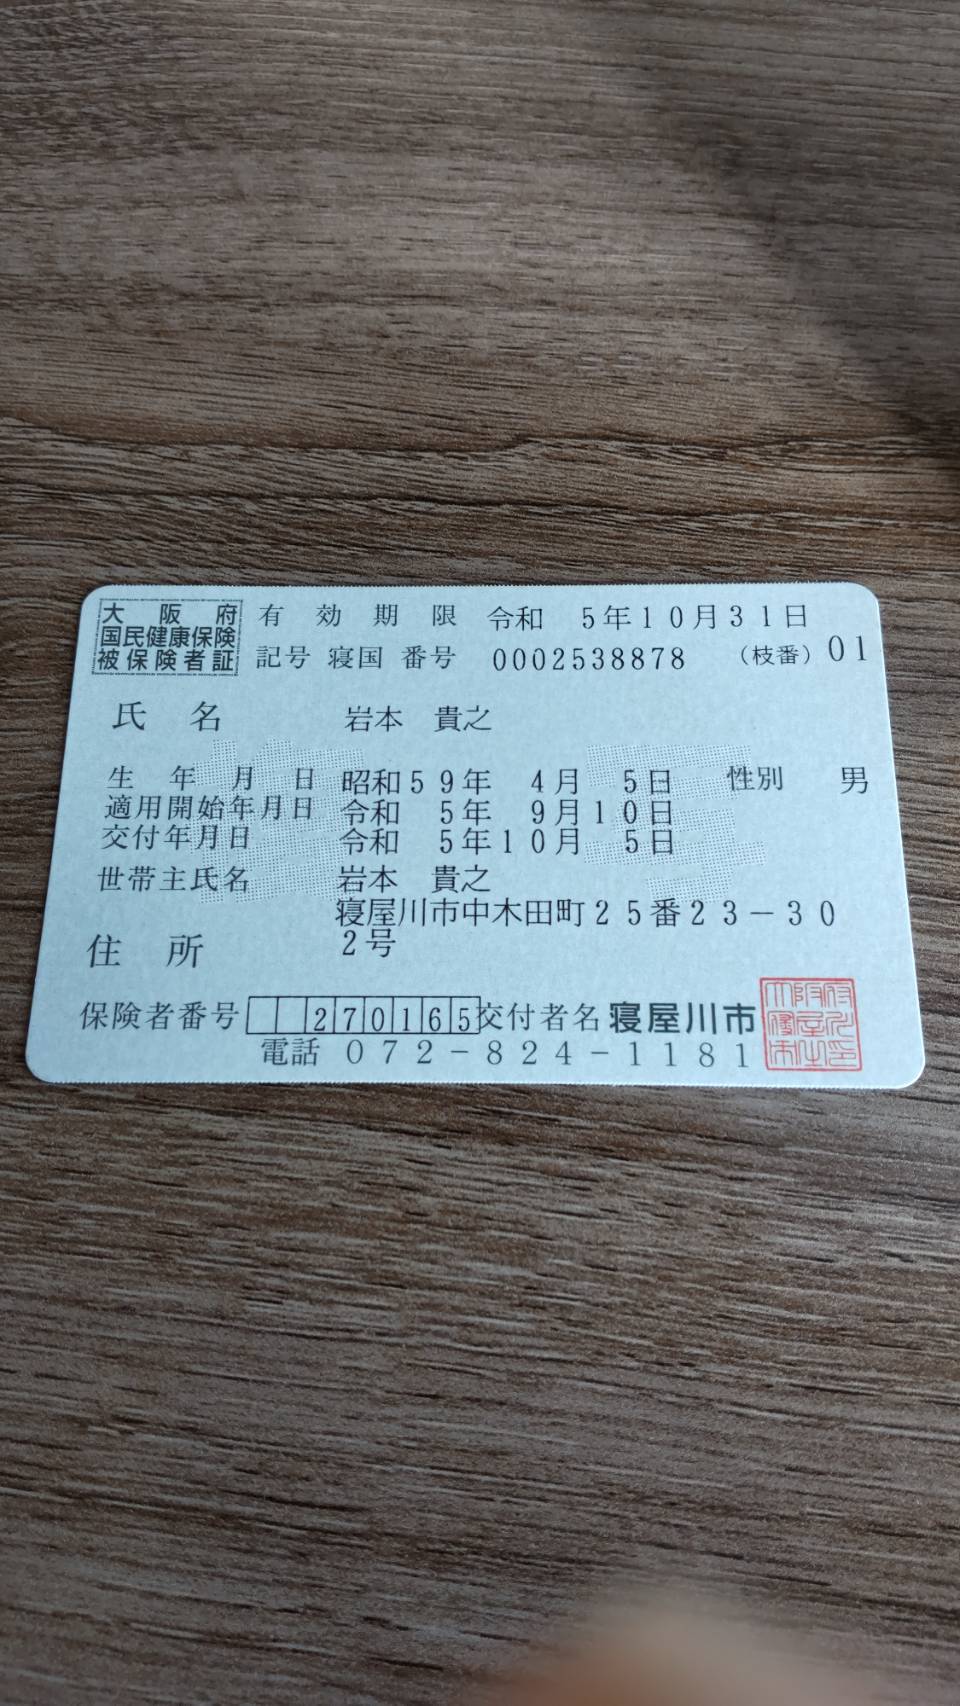 大阪府
国民健康保険
被保険者証
有効期限 令和 5年10月31日
記号 寝国 番号 0002538878 (枝番) 01
氏名 岩本 貴之
生年月日 昭和59年 4月 5日 性別 男
適用開始年月日 令和 5年 9月10日
交付年月日 令和 5年10月 5日
世帯主氏名 岩本 貴之
住所 寝屋川市中木田町25番23-30
2号
保険者番号 270165 交付者名 寝屋川市
電話 072-824-1181